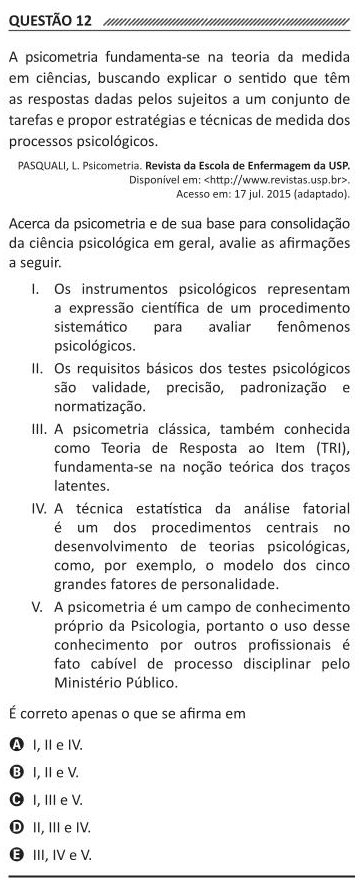 QUESTÃO 12
A psicometria fundamenta-se na teoria da medida
em ciências, buscando explicar o sentido que têm
as respostas dadas pelos sujeitos a um conjunto de
tarefas e propor estratégias e técnicas de medida dos
processos psicológicos.
PASQUALI, L. Psicometria. Revista da Escola de Enfermagem da USP.
Disponível em: <http://www.revistas.usp.br>.
Acesso em: 17 jul. 2015 (adaptado).
Acerca da psicometria e de sua base para consolidação
da ciência psicológica em geral, avalie as afirmações
a seguir.
I. Os instrumentos psicológicos representam
a expressão científica de um procedimento
sistemático para avaliar fenômenos
psicológicos.
II. Os requisitos básicos dos testes psicológicos
são validade, precisão, padronização e
normatização.
III. A psicometria clássica, também conhecida
como Teoria de Resposta ao Item (TRI),
fundamenta-se na noção teórica dos traços
latentes.
IV. A técnica estatística da análise fatorial
é um dos procedimentos centrais no
desenvolvimento de teorias psicológicas,
como, por exemplo, o modelo dos cinco
grandes fatores de personalidade.
V. A psicometria é um campo de conhecimento
próprio da Psicologia, portanto o uso desse
conhecimento por outros profissionais é
fato cabível de processo disciplinar pelo
Ministério Público.
É correto apenas o que se afirma em
A I, II e IV.
B I, II e V.
C I, III e V.
D II, III e IV.
E III, IV e V.